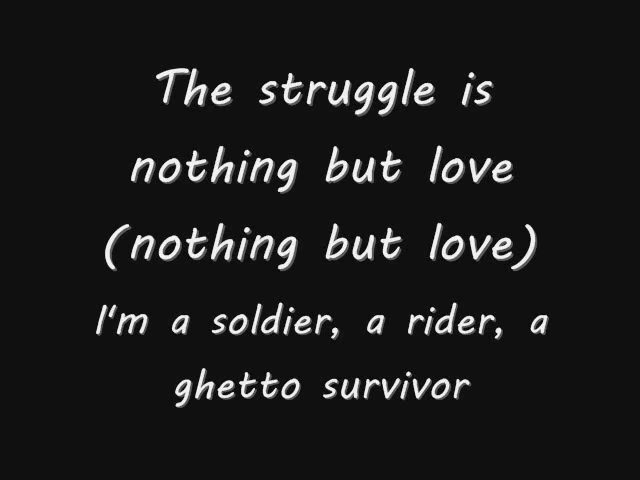 The struggle is
nothing but love
(nothing but love)
I'm a soldier, a rider, a
ghetto survivor